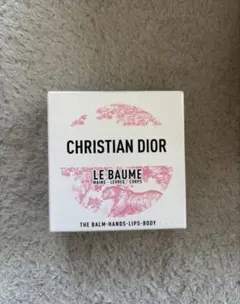 CHRISTIAN DIOR
LE BAUME
MAINS - LÈVRES - CORPS
THE BALM-HANDS-LIPS-BODY